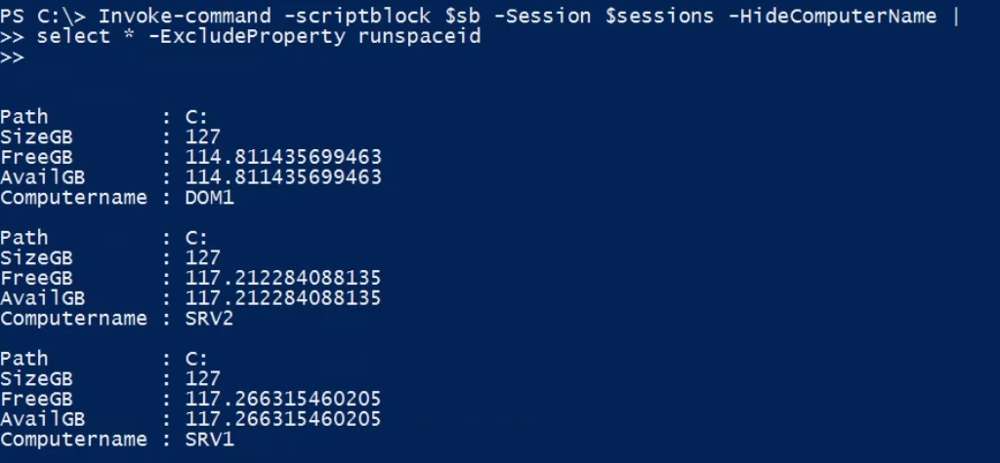 PS C:\> Invoke-command -scriptblock $sb -Session $sessions -HideComputerName |
>> select * -ExcludeProperty runspaceid
>>
Path : C:
SizeGB : 127
FreeGB : 114.811435699463
AvailGB : 114.811435699463
Computername : DOM1
Path : C:
SizeGB : 127
FreeGB : 117.212284088135
AvailGB : 117.212284088135
Computername : SRV2
Path : C:
SizeGB : 127
FreeGB : 117.266315460205
AvailGB : 117.266315460205
Computername : SRV1